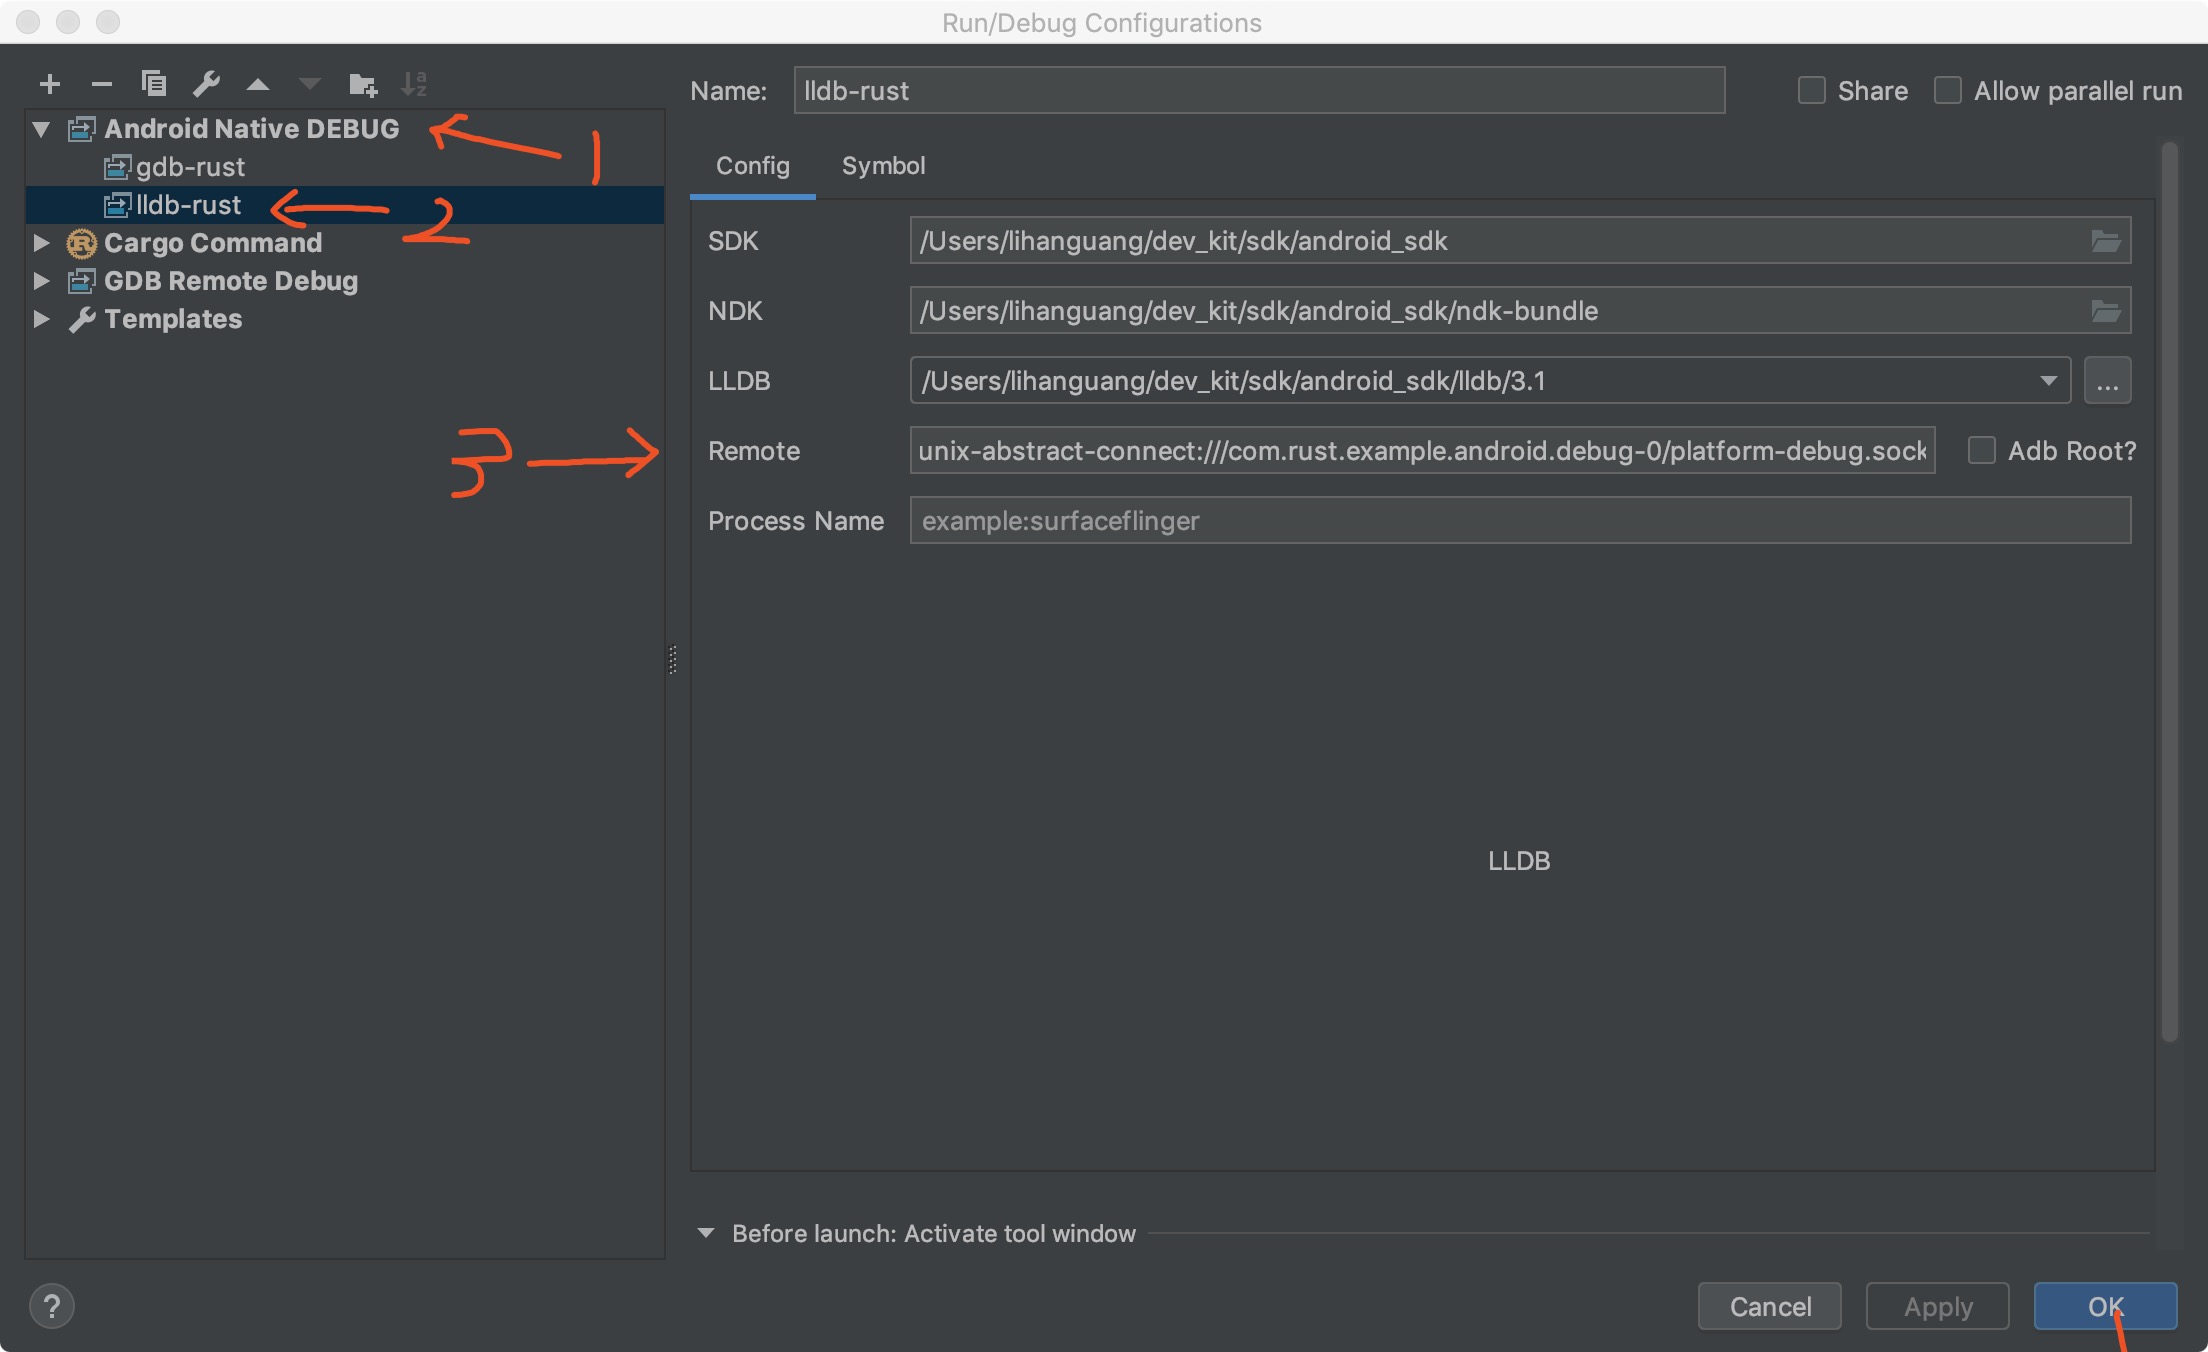 Run/Debug Configurations
Name: lldb-rust Share Allow parallel run
Android Native DEBUG 1
gdb-rust
lldb-rust 2
Cargo Command
GDB Remote Debug
Templates
3
Config Symbol
SDK /Users/lihanguang/dev_kit/sdk/android_sdk
NDK /Users/lihanguang/dev_kit/sdk/android_sdk/ndk-bundle
LLDB /Users/lihanguang/dev_kit/sdk/android_sdk/lldb/3.1 ...
Remote unix-abstract-connect:///com.rust.example.android.debug-0/platform-debug.sock Adb Root?
Process Name example:surfaceflinger
LLDB
Before launch: Activate tool window
? Cancel Apply OK